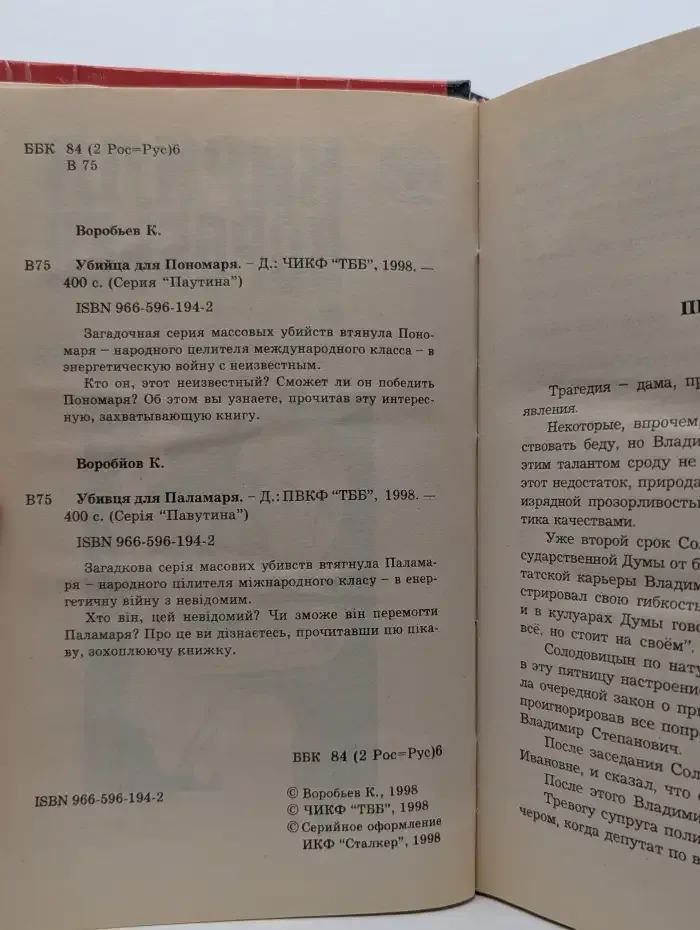 ББК 84 (2 Рос=Рус)6
В 75
Воробьев К.
В75 Убийца для Пономаря. – Д.: ЧИКФ "ТББ", 1998. —
400 с. (Серия "Паутина")
ISBN 966-596-194-2
Загадочная серия массовых убийств втянула Поно-
маря – народного целителя международного класса – в
энергетическую войну с неизвестным.
Кто он, этот неизвестный? Сможет ли он победить
Пономаря? Об этом вы узнаете, прочитав эту интерес-
ную, захватывающую книгу.
Воробйов К.
В75 Убивця для Паламаря. – Д.: ПВКФ "ТББ", 1998. —
400 с. (Серія "Павутина")
ISBN 966-596-194-2
Загадкова серія масових убивств втягнула Палама-
ря – народного цілителя міжнародного класу – в енер-
гетичну війну з невідомим.
Хто він, цей невідомий? Чи зможе він перемогти
Паламаря? Про це ви дізнаєтесь, прочитавши цю ціка-
ву, зохоплюючу книжку.
ББК 84 (2 Рос=Рус)6
ISBN 966-596-194-2
© Воробьев К., 1998
© ЧИКФ "ТББ", 1998
© Серийное оформление
ИКФ "Сталкер", 1998
Трагедия – дама, пр
явления.
Некоторые, впрочем,
ствовать беду, но Влади
этим талантом сроду не
этот недостаток, природа
изрядной прозорливость
тика качествами.
Уже второй срок Со
сударственной Думы от б
татской карьеры Владим
стрировал свою гибкость
и в кулуарах Думы гово
всё, но стоит на своём".
Солодовицын по нату
в эту пятницу настроени
ла очередной закон о пр
проигнорировав все попр
Владимир Степанович.
После заседания Сол
Ивановне, и сказал, что
После этого Владими
Тревогу супруга поли
чером, когда депутат по в